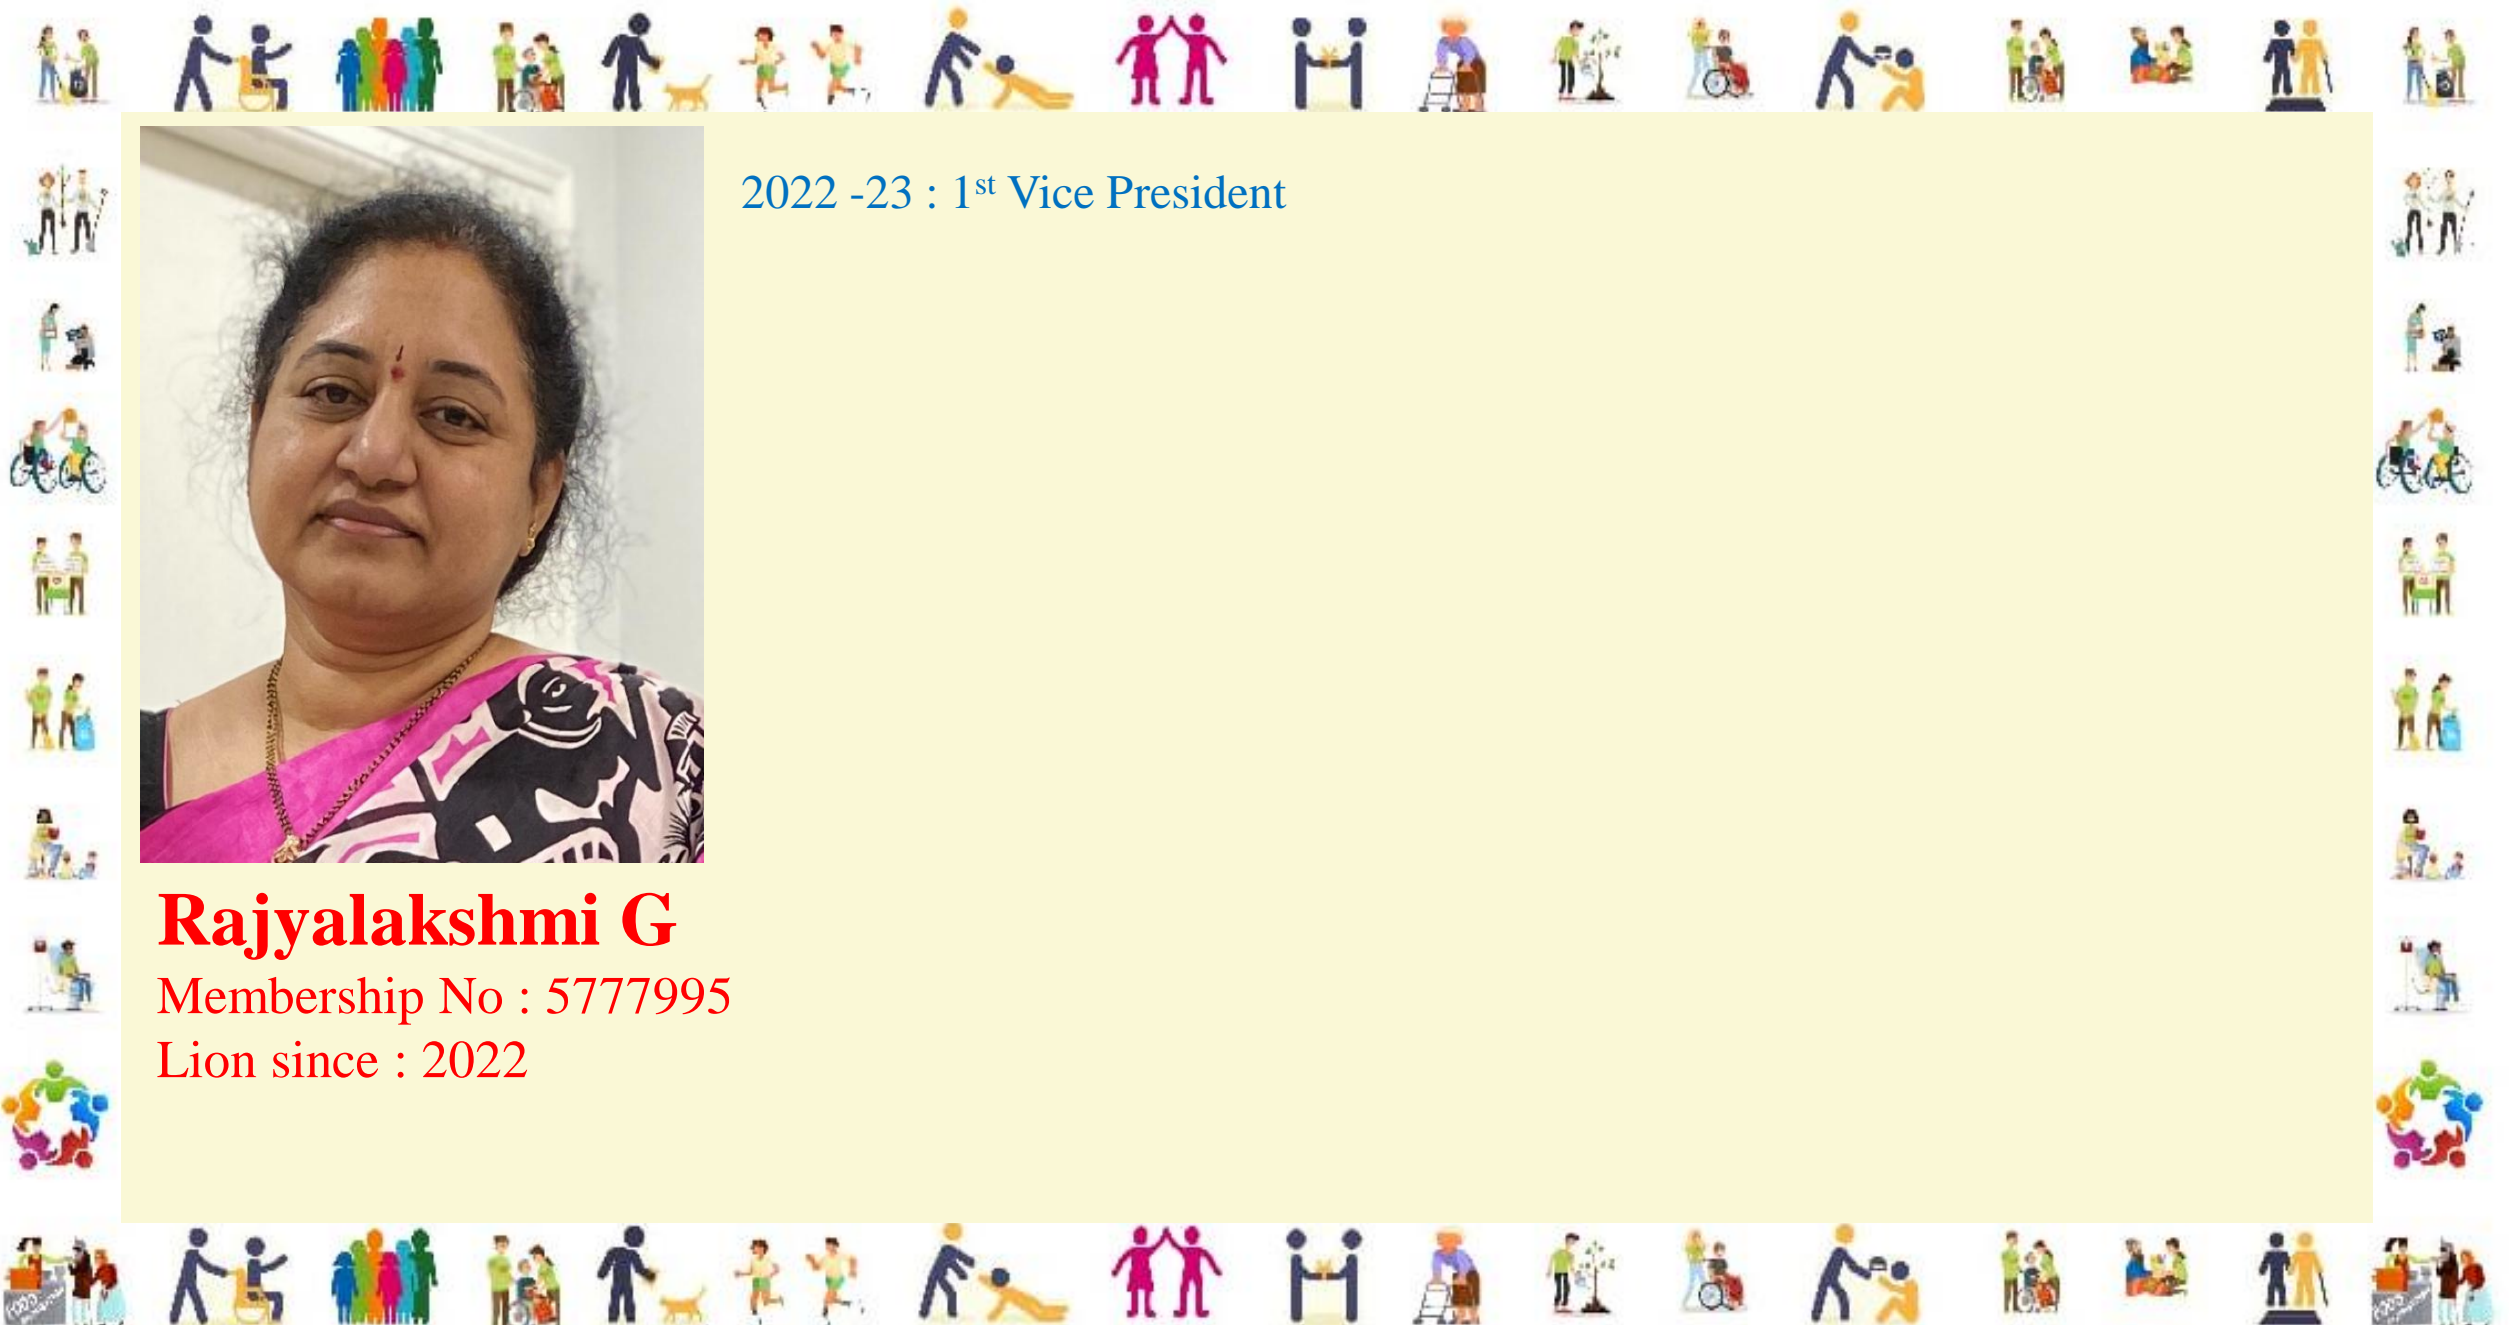 2022 -23 : 1st Vice President
Rajyalakshmi G
Membership No : 5777995
Lion since : 2022